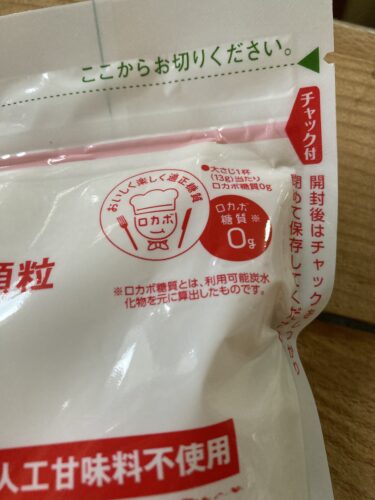 ここからお切りください。
チャック付
●大さじ1杯
(13g)当たり
ロカボ糖質0g
おいしく楽しく適正糖質
ロカボ
ロカボ
糖質※
0g
※ロカボ糖質とは、利用可能炭水
化物を元に算出したものです。
開封後はチャックを
閉めて保存してください
顆粒
人工甘味料不使用